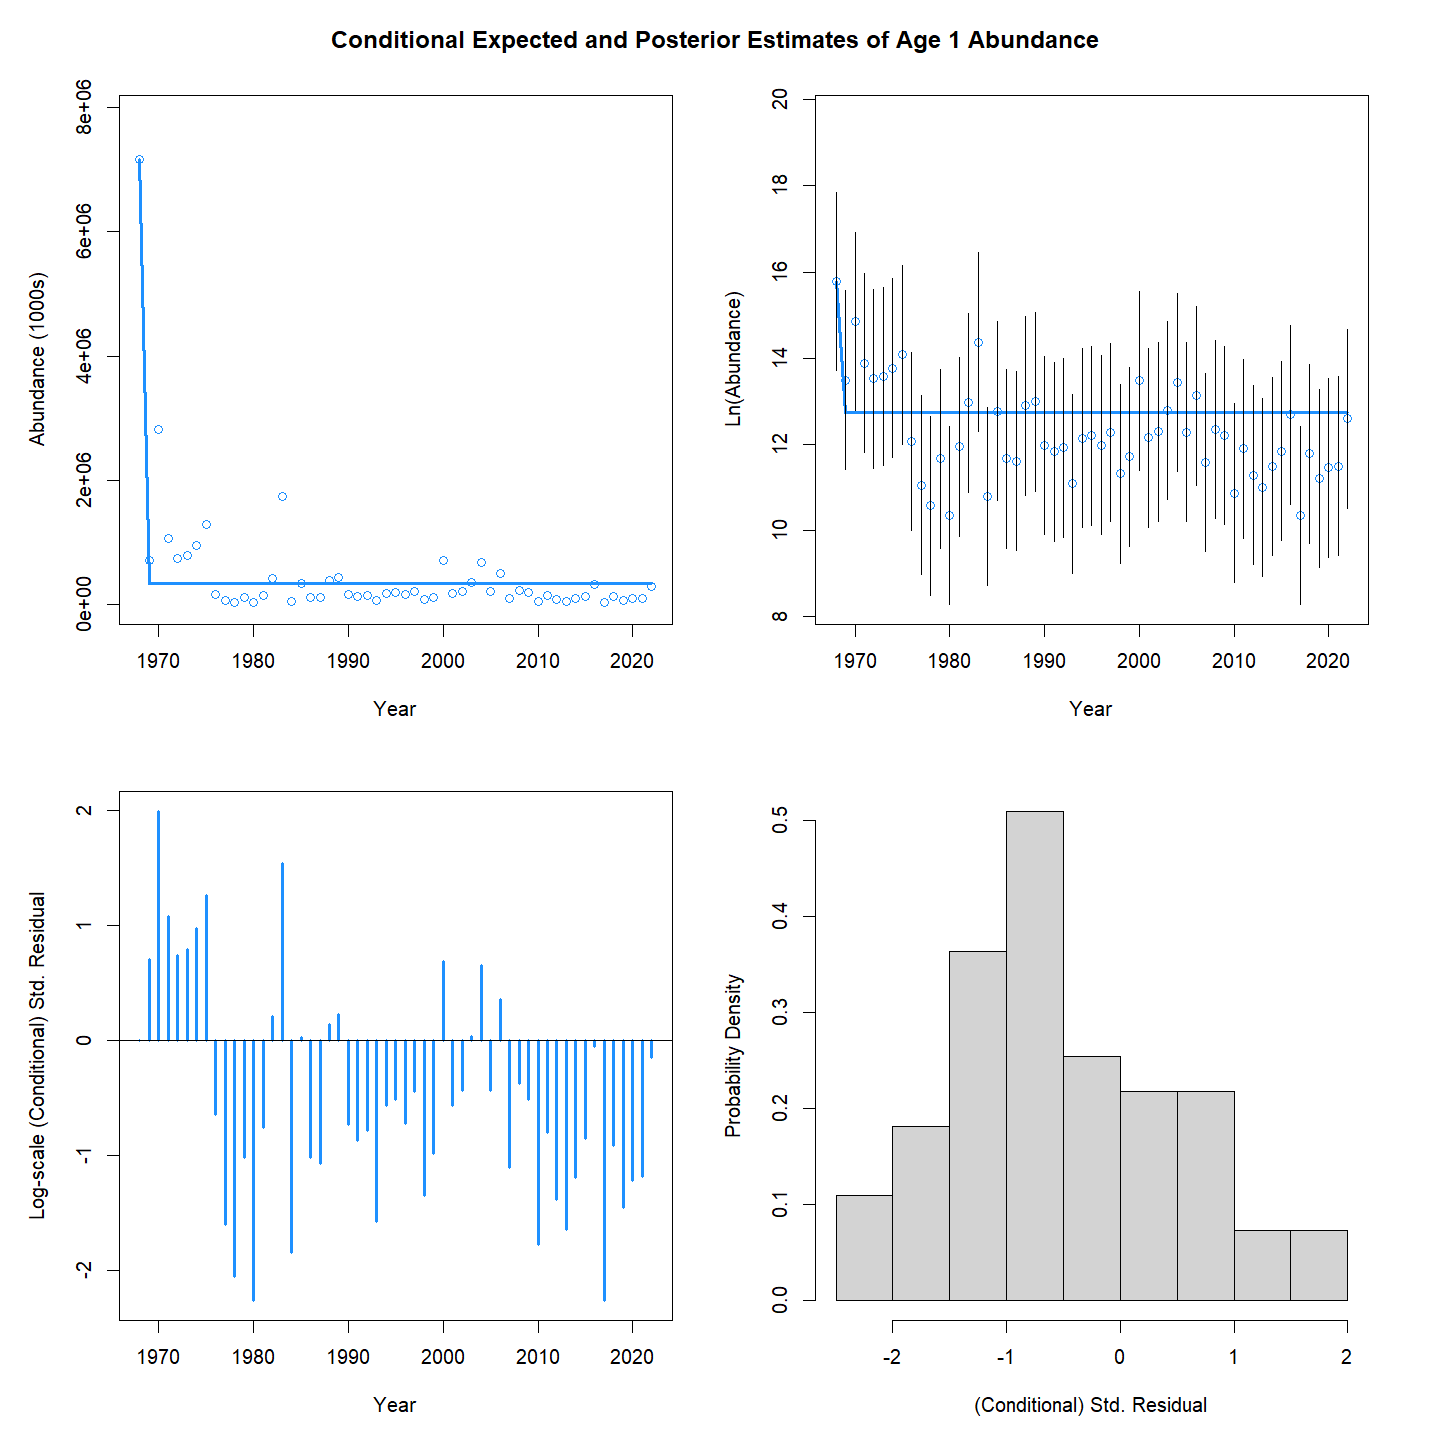 Conditional Expected and Posterior Estimates of Age 1 Abundance
Abundance (1000s)
8e+06
6e+06
4e+06
2e+06
0e+00
1970 1980 1990 2000 2010 2020
Year
Ln(Abundance)
20
18
16
14
12
10
8
1970 1980 1990 2000 2010 2020
Year
Log-scale (Conditional) Std. Residual
2
1
0
-1
-2
1970 1980 1990 2000 2010 2020
Year
Probability Density
0.5
0.4
0.3
0.2
0.1
0.0
-2 -1 0 1 2
(Conditional) Std. Residual